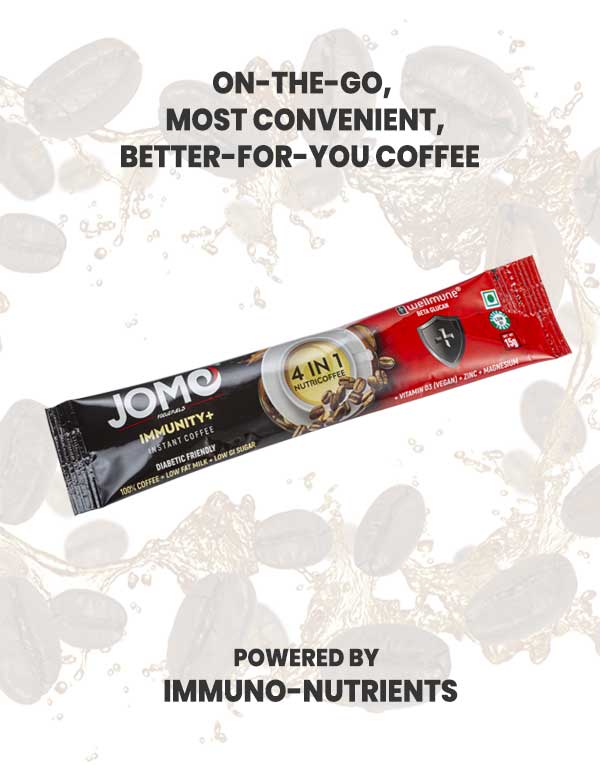 ON-THE-GO,
MOST CONVENIENT,
BETTER-FOR-YOU COFFEE
wellmune®
BETA GLUCAN
15g
4 IN 1
NUTRICOFFEE
+ VITAMIN D3 (VEGAN) + ZINC + MAGNESIUM
JOMO
IMMUNITY+
INSTANT COFFEE
DIABETIC FRIENDLY
100% COFFEE + LOW FAT MILK + LOW GI SUGAR
POWERED BY
IMMUNO-NUTRIENTS